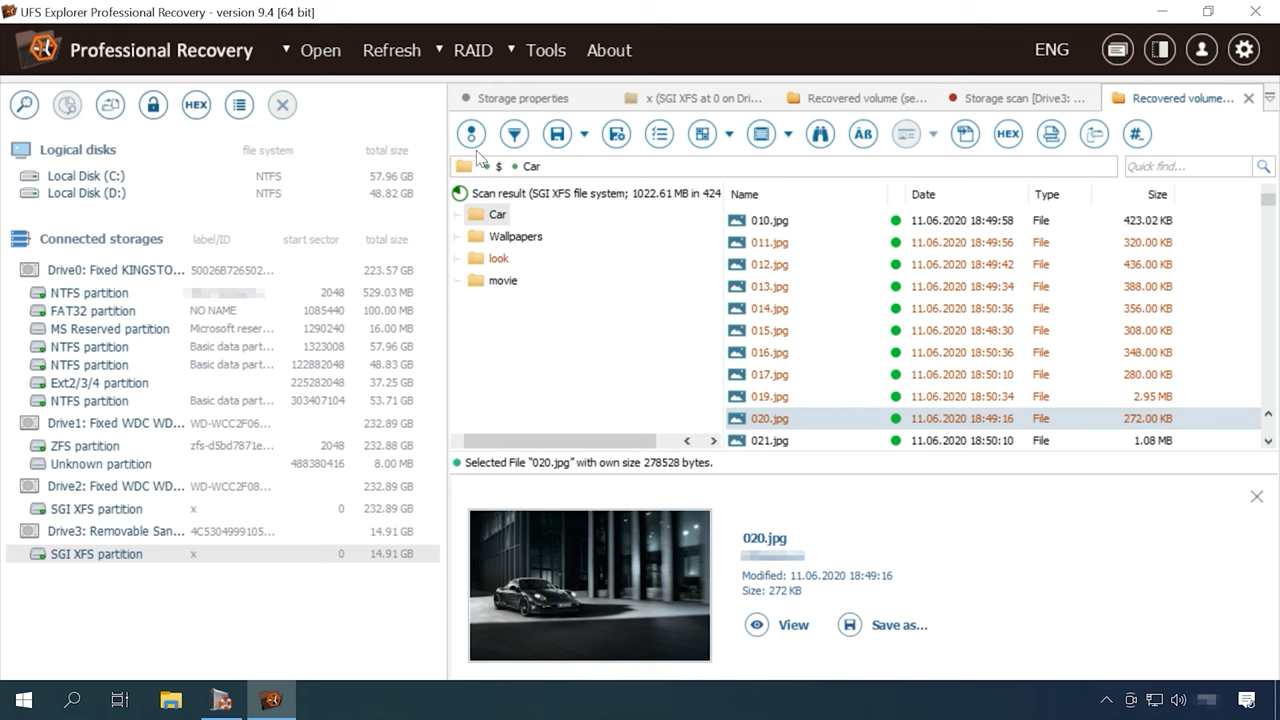 UFS Explorer Professional Recovery - version 9.4 [64 bit]
Professional Recovery Open Refresh RAID Tools About ENG
HEX
Storage properties x (SGI XFS at 0 on Dri... Recovered volume (se... Storage scan [Drive3: ... Recovered volume...
Logical disks file system total size
Local Disk (C:) NTFS 57.96 GB
Local Disk (D:) NTFS 48.82 GB
Connected storages label/ID start sector total size
Drive0: Fixed KINGSTO... 50026B726502... 223.57 GB
NTFS partition 2048 529.03 MB
FAT32 partition NO NAME 1085440 100.00 MB
MS Reserved partition Microsoft reser... 1290240 16.00 MB
NTFS partition Basic data part... 1323008 57.96 GB
NTFS partition Basic data part... 122882048 48.83 GB
Ext2/3/4 partition 225282048 37.25 GB
NTFS partition Basic data part... 303407104 53.71 GB
Drive1: Fixed WDC WD... WD-WCC2F06... 232.89 GB
ZFS partition zfs-d5bd7871e... 2048 232.88 GB
Unknown partition 488380416 8.00 MB
Drive2: Fixed WDC WD... WD-WCC2F08... 232.89 GB
SGI XFS partition x 0 232.89 GB
Drive3: Removable San... 4C5304999105... 14.91 GB
SGI XFS partition x 0 14.91 GB
ÄB HEX #_
$ Car Quick find...
Scan result (SGI XFS file system; 1022.61 MB in 424
Car
Wallpapers
look
movie
Name Date Type Size
010.jpg 11.06.2020 18:49:58 File 423.02 KB
011.jpg 11.06.2020 18:49:56 File 320.00 KB
012.jpg 11.06.2020 18:49:42 File 436.00 KB
013.jpg 11.06.2020 18:49:34 File 388.00 KB
014.jpg 11.06.2020 18:50:36 File 356.00 KB
015.jpg 11.06.2020 18:48:30 File 308.00 KB
016.jpg 11.06.2020 18:50:36 File 348.00 KB
017.jpg 11.06.2020 18:50:10 File 280.00 KB
019.jpg 11.06.2020 18:50:34 File 2.95 MB
020.jpg 11.06.2020 18:49:16 File 272.00 KB
021.jpg 11.06.2020 18:50:10 File 1.08 MB
Selected File "020.jpg" with own size 278528 bytes.
020.jpg
Modified: 11.06.2020 18:49:16
Size: 272 KB
View Save as...